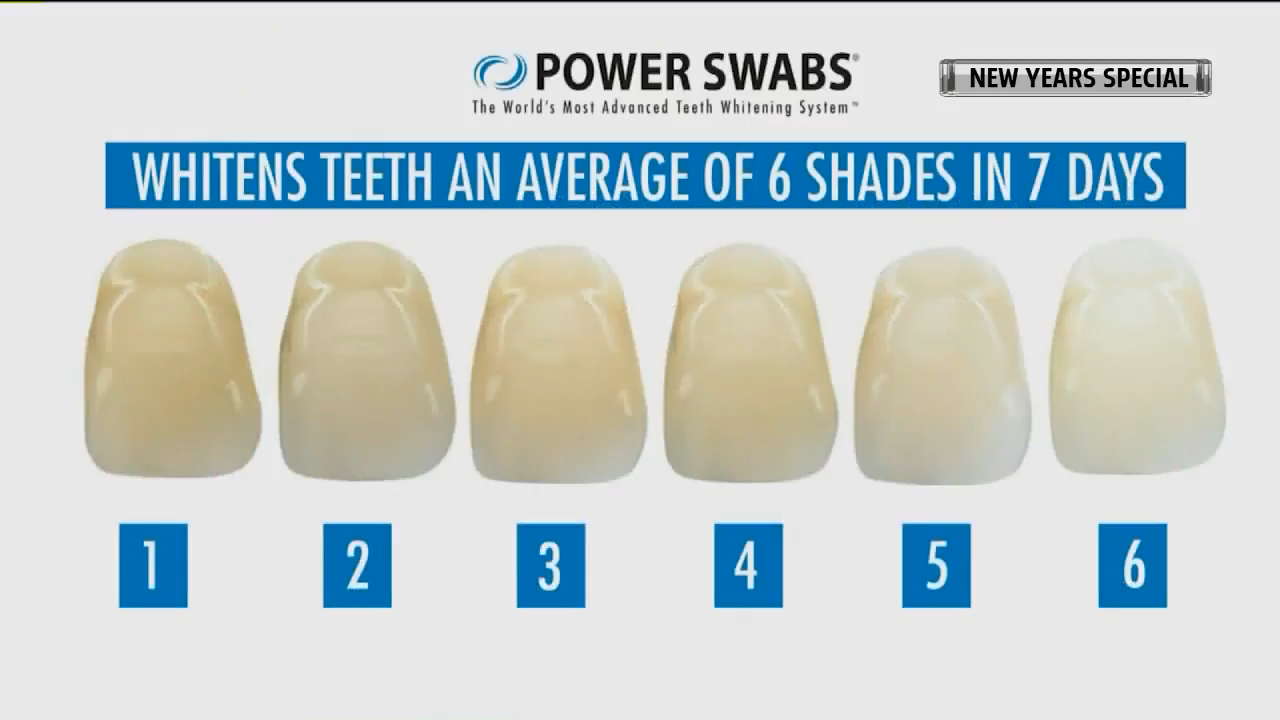 POWER SWABS®
The World's Most Advanced Teeth Whitening System™
NEW YEARS SPECIAL
WHITENS TEETH AN AVERAGE OF 6 SHADES IN 7 DAYS
1 2 3 4 5 6